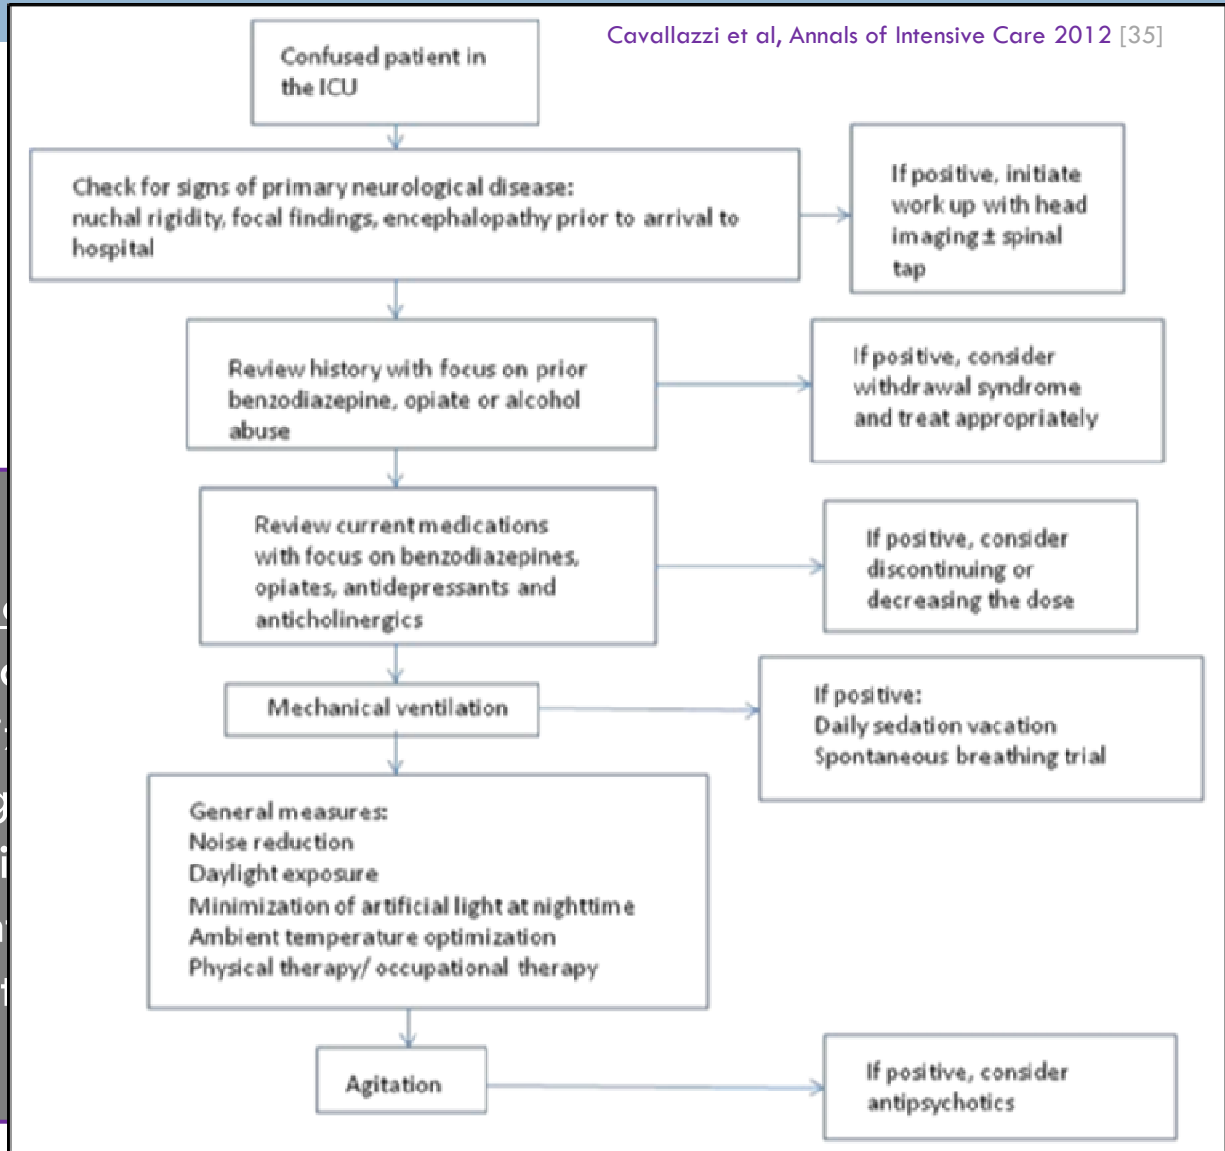 Cavallazzi et al, Annals of Intensive Care 2012 [35]
Confused patient in
the ICU
Check for signs of primary neurological disease:
nuchal rigidity, focal findings, encephalopathy prior to arrival to
hospital
If positive, initiate
work up with head
imaging ± spinal
tap
Review history with focus on prior
benzodiazepine, opiate or alcohol
abuse
If positive, consider
withdrawal syndrome
and treat appropriately
Review current medications
with focus on benzodiazepines,
opiates, antidepressants and
anticholinergics
If positive, consider
discontinuing or
decreasing the dose
Mechanical ventilation
If positive:
Daily sedation vacation
Spontaneous breathing trial
General measures:
Noise reduction
Daylight exposure
Minimization of artificial light at nighttime
Ambient temperature optimization
Physical therapy/ occupational therapy
Agitation
If positive, consider
antipsychotics